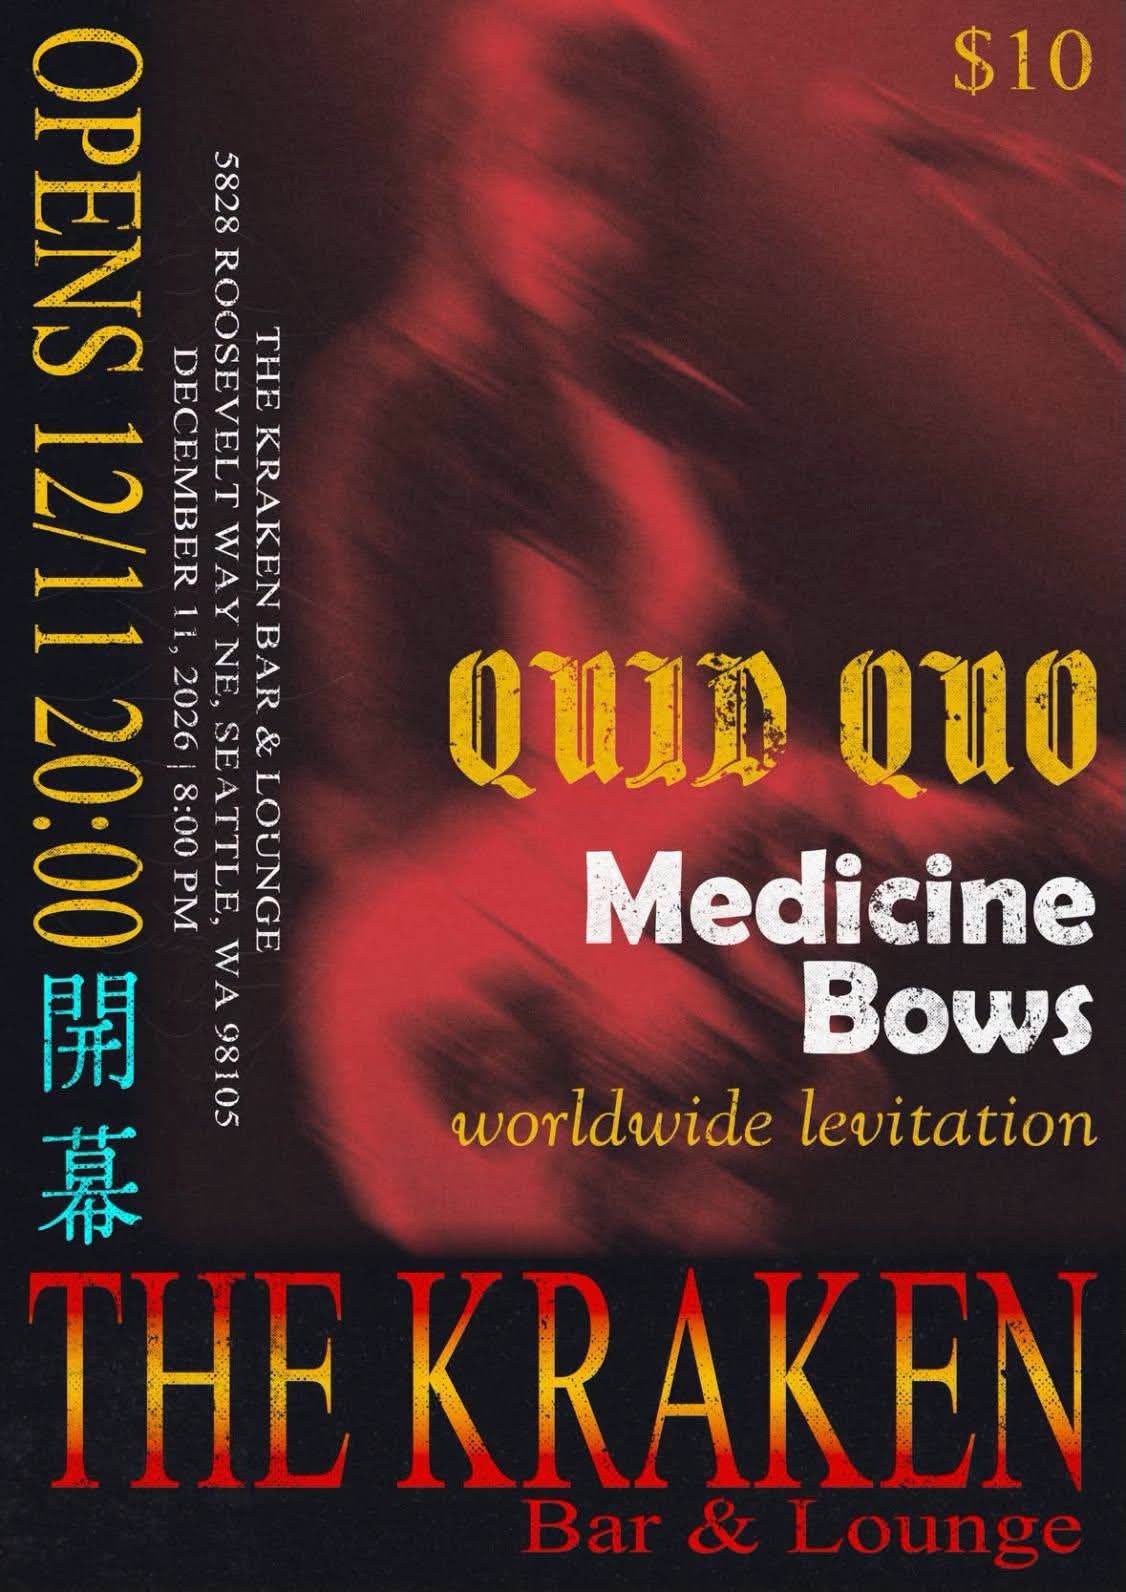 $10
OPENS 12/11 20:00 開幕
THE KRAKEN BAR & LOUNGE
5828 ROOSEVELT WAY NE, SEATTLE, WA 98105
DECEMBER 11, 2026 | 8:00 PM
QUID QUO
Medicine
Bows
worldwide levitation
THE KRAKEN
Bar & Lounge